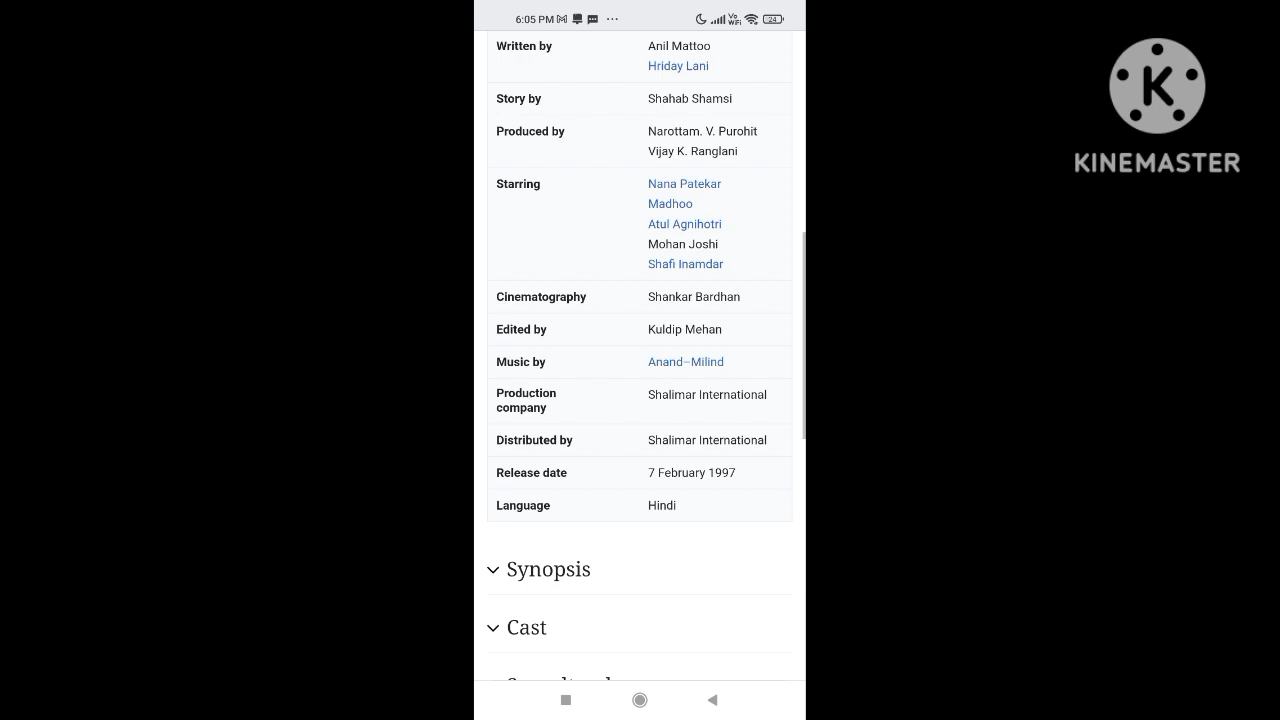 6:05 PM
Vo
WiFi
24
Written by
Anil Mattoo
Hriday Lani
Story by
Shahab Shamsi
Produced by
Narottam. V. Purohit
Vijay K. Ranglani
Starring
Nana Patekar
Madhoo
Atul Agnihotri
Mohan Joshi
Shafi Inamdar
Cinematography
Shankar Bardhan
Edited by
Kuldip Mehan
Music by
Anand–Milind
Production
company
Shalimar International
Distributed by
Shalimar International
Release date
7 February 1997
Language
Hindi
Synopsis
Cast
K
KINEMASTER